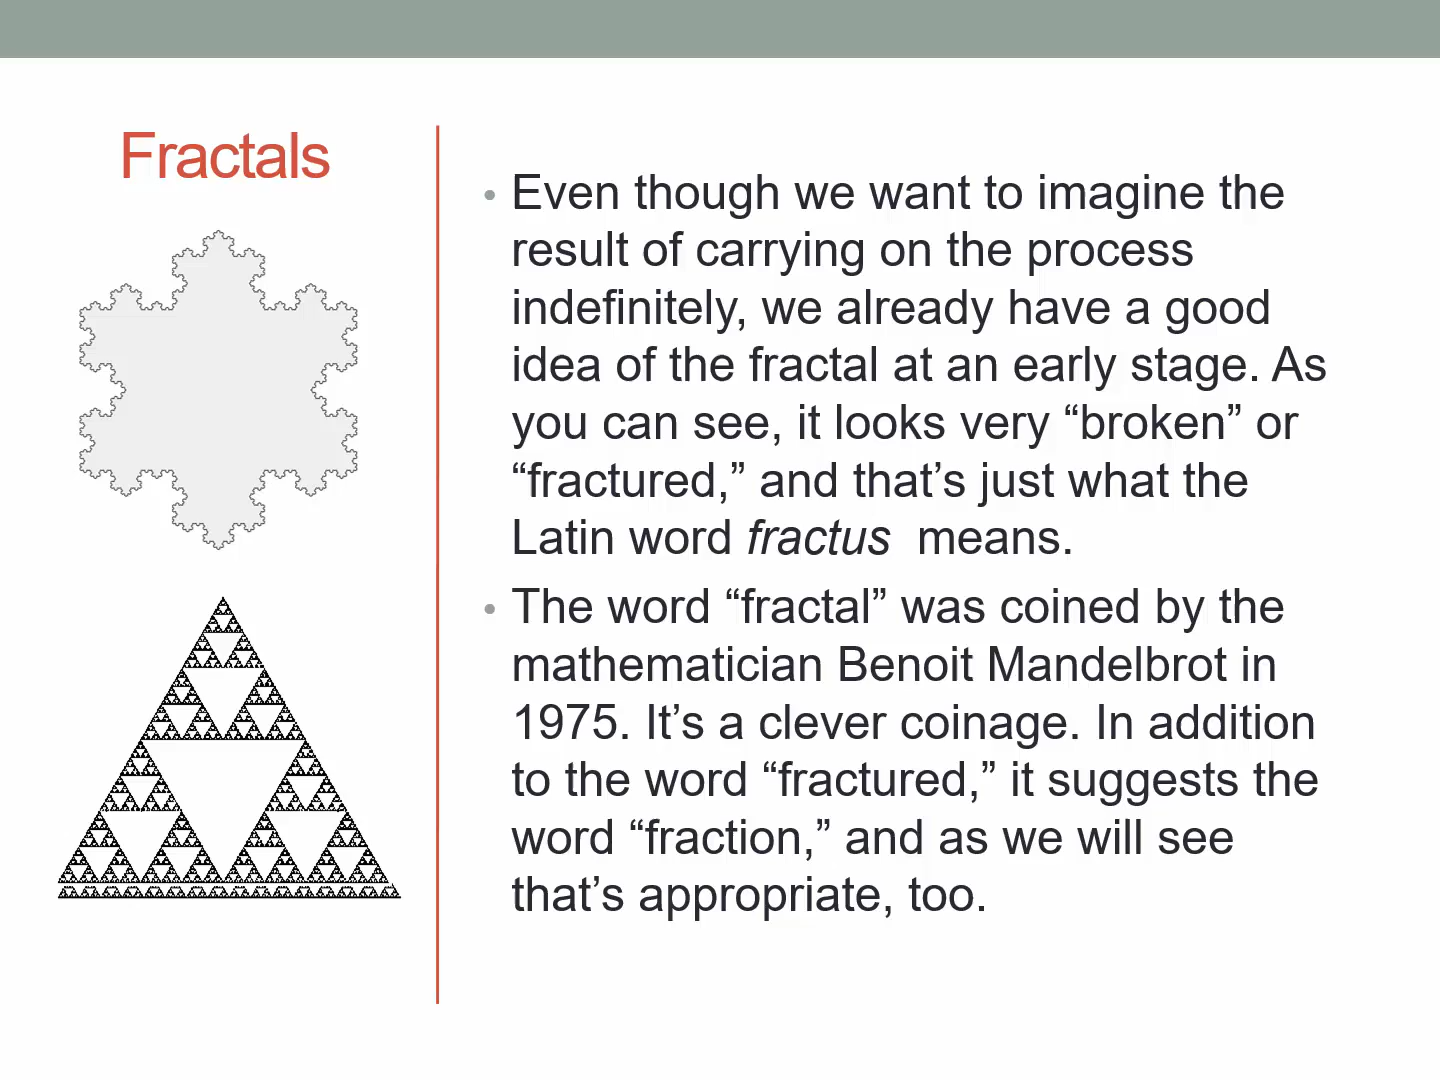 Fractals
• Even though we want to imagine the
result of carrying on the process
indefinitely, we already have a good
idea of the fractal at an early stage. As
you can see, it looks very “broken” or
“fractured,” and that’s just what the
Latin word fractus  means.
• The word “fractal” was coined by the
mathematician Benoit Mandelbrot in
1975. It’s a clever coinage. In addition
to the word “fractured,” it suggests the
word “fraction,” and as we will see
that’s appropriate, too.